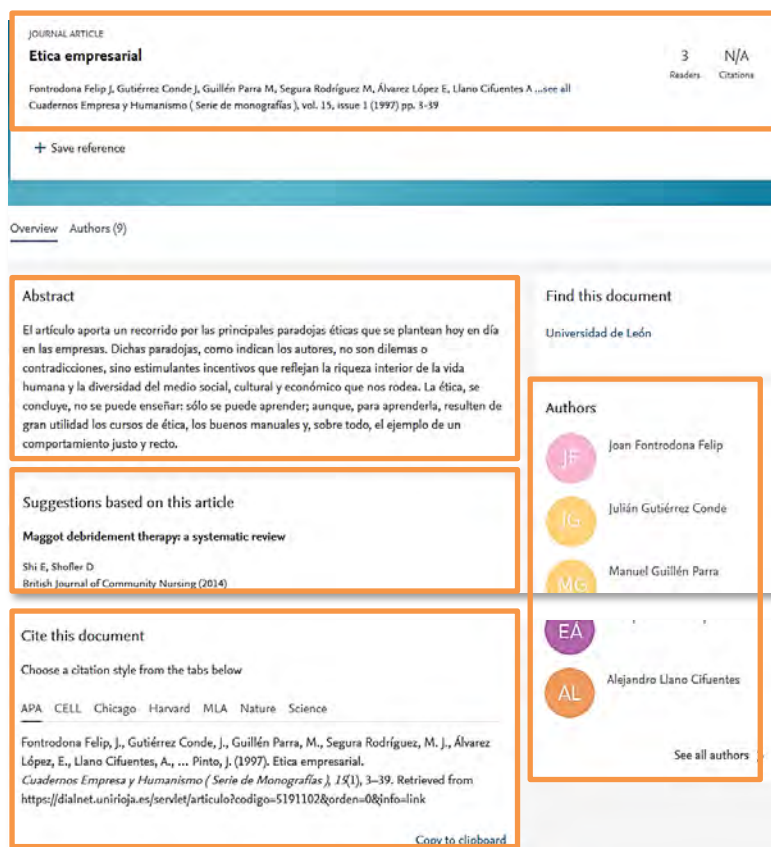 JOURNAL ARTICLE
Etica empresarial
3 N/A
Readers Citations
Fontrodona Felip J, Gutiérrez Conde J, Guillén Parra M, Segura Rodríguez M, Álvarez López E, Llano Cifuentes A ...see all
Cuadernos Empresa y Humanismo ( Serie de monografías ), vol. 15, issue 1 (1997) pp. 3-39
+ Save reference
Overview Authors (9)
Abstract
El artículo aporta un recorrido por las principales paradojas éticas que se plantean hoy en día
en las empresas. Dichas paradojas, como indican los autores, no son dilemas o
contradicciones, sino estimulantes incentivos que reflejan la riqueza interior de la vida
humana y la diversidad del medio social, cultural y económico que nos rodea. La ética, se
concluye, no se puede enseñar: sólo se puede aprender; aunque, para aprenderla, resulten de
gran utilidad los cursos de ética, los buenos manuales y, sobre todo, el ejemplo de un
comportamiento justo y recto.
Find this document
Universidad de León
Suggestions based on this article
Maggot debridement therapy: a systematic review
Shi E, Shofler D
British Journal of Community Nursing (2014)
Authors
JF Joan Fontrodona Felip
JG Julián Gutiérrez Conde
MG Manuel Guillén Parra
EÁ
AL Alejandro Llano Cifuentes
See all authors
Cite this document
Choose a citation style from the tabs below
APA CELL Chicago Harvard MLA Nature Science
Fontrodona Felip, J., Gutiérrez Conde, J., Guillén Parra, M., Segura Rodríguez, M. J., Álvarez
López, E., Llano Cifuentes, A., ... Pinto, J. (1997). Etica empresarial.
Cuadernos Empresa y Humanismo ( Serie de Monografías ), 15(1), 3–39. Retrieved from
https://dialnet.unirioja.es/servlet/articulo?codigo=5191102&orden=0&info=link
Copy to clipboard